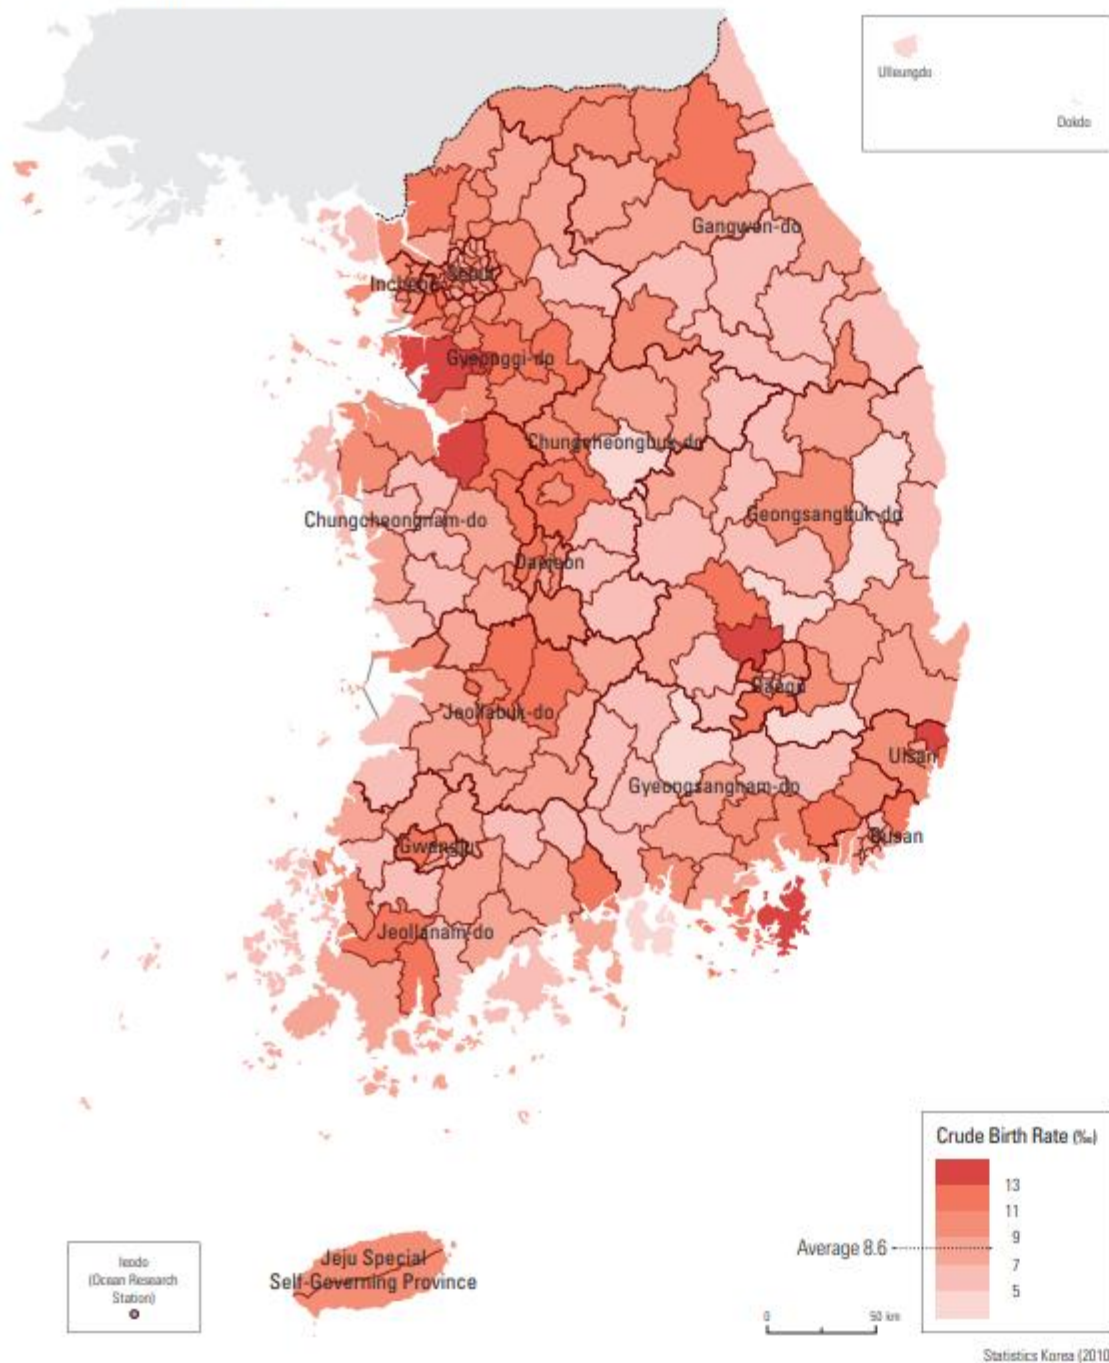 Ulleungdo
Dokdo
Gangwon-do
Seoul
Incheon
Gyeonggi-do
Chungcheongbuk-do
Chungcheongnam-do
Geongsangbuk-do
Daejeon
Daegu
Jeollabuk-do
Ulsan
Gyeongsangnam-do
Busan
Gwangju
Jeollanam-do
Crude Birth Rate (‰)
13
11
9
Average 8.6
7
5
Jeju Special
Self-Governing Province
Ieodo
(Ocean Research
Station)
0
50 km
Statistics Korea (2010